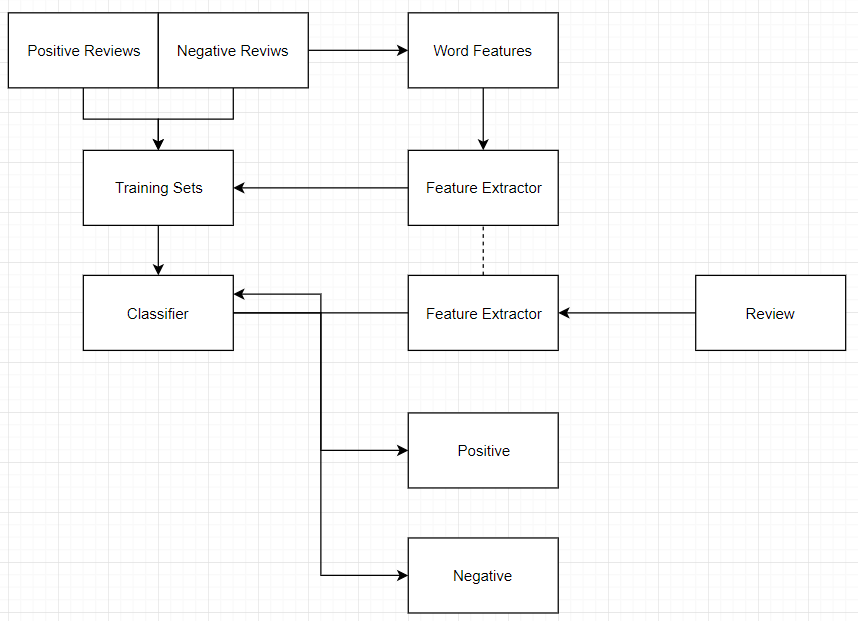 Positive Reviews
Negative Reviws
Word Features
Training Sets
Feature Extractor
Classifier
Feature Extractor
Review
Positive
Negative